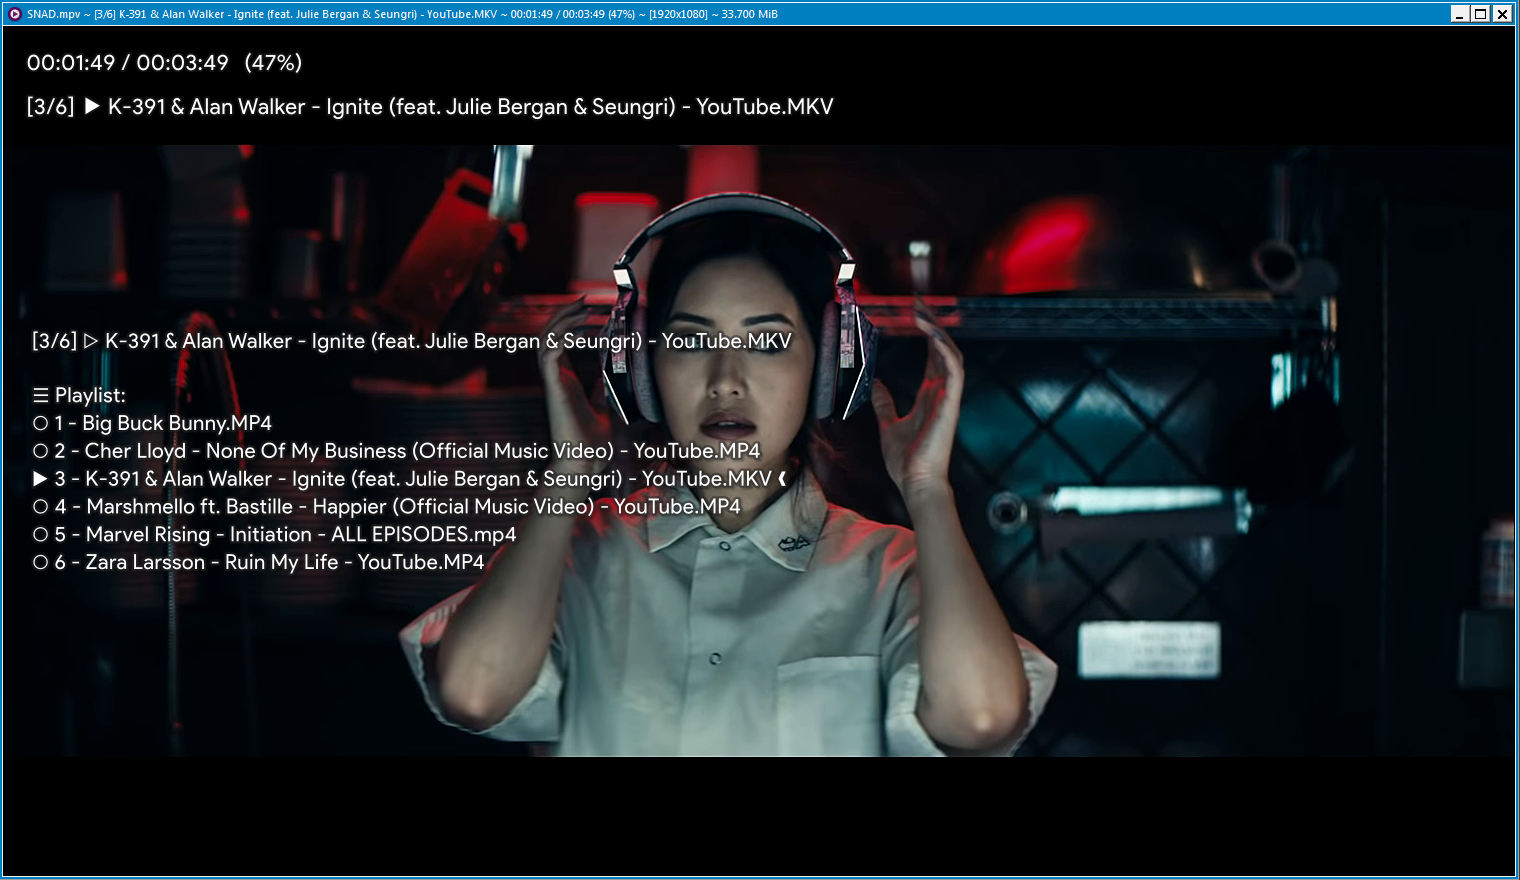 SNAD.mpv ~ [3/6] K-391 & Alan Walker - Ignite (feat. Julie Bergan & Seungri) - YouTube.MKV ~ 00:01:49 / 00:03:49 (47%) ~ [1920x1080] ~ 33.700 MiB
00:01:49 / 00:03:49 (47%)
[3/6] ▶ K-391 & Alan Walker - Ignite (feat. Julie Bergan & Seungri) - YouTube.MKV
[3/6] ▷ K-391 & Alan Walker - Ignite (feat. Julie Bergan & Seungri) - YouTube.MKV
☰ Playlist:
○ 1 - Big Buck Bunny.MP4
○ 2 - Cher Lloyd - None Of My Business (Official Music Video) - YouTube.MP4
▶ 3 - K-391 & Alan Walker - Ignite (feat. Julie Bergan & Seungri) - YouTube.MKV ❰
○ 4 - Marshmello ft. Bastille - Happier (Official Music Video) - YouTube.MP4
○ 5 - Marvel Rising - Initiation - ALL EPISODES.mp4
○ 6 - Zara Larsson - Ruin My Life - YouTube.MP4